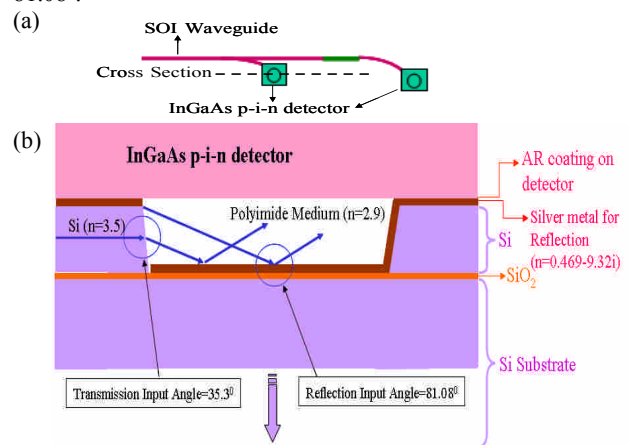 (a)
SOI Waveguide
Cross Section
InGaAs p-i-n detector
(b)
InGaAs p-i-n detector
AR coating on
detector
Si (n=3.5)
Polyimide Medium (n=2.9)
Silver metal for
Reflection
(n=0.469-9.32i)
Si
SiO2
Si Substrate
Transmission Input Angle=35.3⁰
Reflection Input Angle=81.08⁰